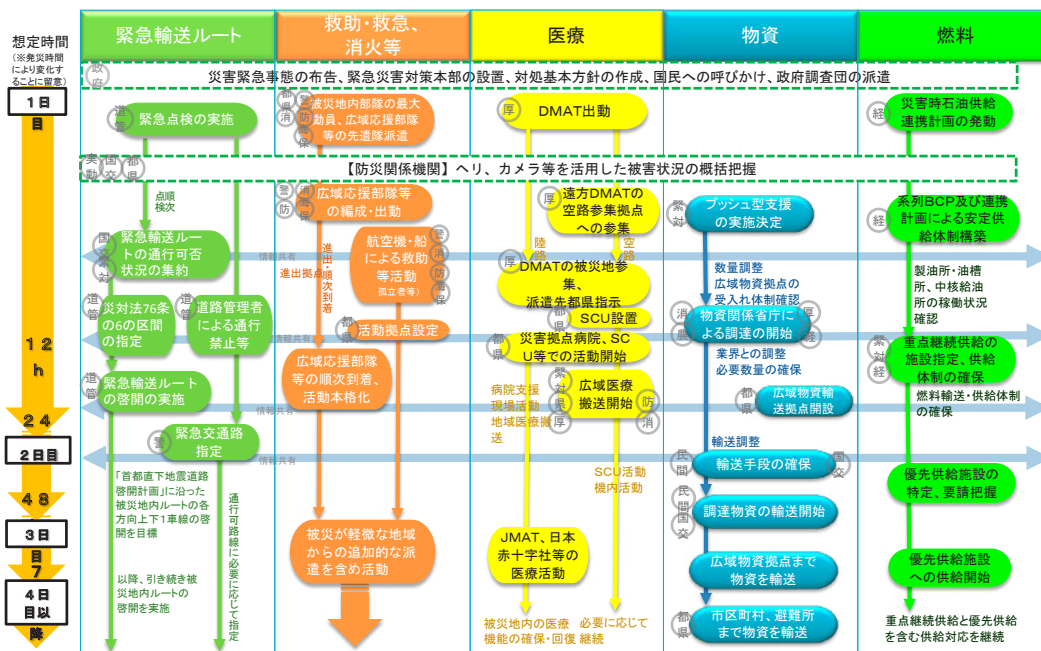 想定時間
(※発災時間
により変化す
ることに留意)
緊急輸送ルート
救助・救急、
消火等
医療
物資
燃料
政府
災害緊急事態の布告、緊急災害対策本部の設置、対処基本方針の作成、国民への呼びかけ、政府調査団の派遣
1日
目
道管
緊急点検の実施
都県
警
消
防
海保
被災地内部隊の最大
動員、広域応援部隊
等の先遣隊派遣
厚
DMAT出動
経
災害時石油供給
連携計画の発動
実動
国交
都県
【防災関係機関】ヘリ、カメラ等を活用した被害状況の概括把握
点順
検次
国交
緊対
緊急輸送ルー
トの通行可否
状況の集約
警
消
防
海保
広域応援部隊等
の編成・出動
進出・順次到着
進出拠点
航空機・船
による救助
等活動
孤立者等）
警
消
防
海保
厚
遠方DMATの
空路参集拠点
への参集
陸路
空路
緊対
プッシュ型支援
の実施決定
経
系列BCP及び連携
計画による安定供
給体制構築
情報共有
厚
DMATの被災地参
集、
派遣先都県指示
数量調整
広域物資拠点の
受入れ体制確認
製油所・油槽
所、中核給油
所の稼働状況
確認
道管
災対法76条
の6の区間
の指定
道管
道路管理者
による通行
禁止等
都県
活動拠点設定
都県
SCU設置
消
農
厚
経
物資関係省庁に
よる調達の開始
12
h
情報共有
都県
災害拠点病院、SC
U等での活動開始
業界との調整
必要数量の確保
緊対
経
重点継続供給の
施設指定、供給
体制の確保
道管
緊急輸送ルート
の啓開の実施
広域応援部隊
等の順次到着、
活動本格化
病院支援
現場活動
地域医療搬
送
緊対
都県
厚
広域医療
搬送開始
防
消
都県
広域物資輸
送拠点開設
燃料輸送・供給体制
の確保
24
情報共有
警
緊急交通路
指定
2日目
情報共有
輸送調整
民間
輸送手段の確保
国交
「首都直下地震道路
啓開計画」に沿った
被災地内ルートの各
方向上下1車線の啓
開を目標
通行可路線に必要に応じて指定
SCU活動
機内活動
優先供給施設の
特定、要請把握
48
民間
国交
調達物資の輸送開始
3日
目
被災が軽微な地域
からの追加的な派
遣を含め活動
JMAT、日本
赤十字社等の
医療活動
広域物資拠点まで
物資を輸送
優先供給施設
への供給開始
7
4日
目以
降
以降、引き続き被
災地内ルートの
啓開を実施
被災地内の医療
機能の確保・回復
必要に応じて
継続
都県
市区町村、避難所
まで物資を輸送
重点継続供給と優先供給
を含む供給対応を継続